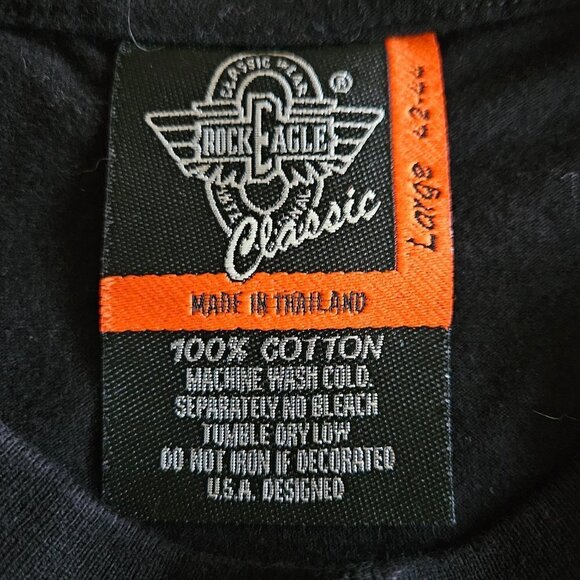 CLASSIC WEAR
®
ROCK EAGLE
Classic
Large 42-44
MADE IN THAILAND
100% COTTON
MACHINE WASH COLD.
SEPARATELY NO BLEACH
TUMBLE DRY LOW
DO NOT IRON IF DECORATED
U.S.A. DESIGNED